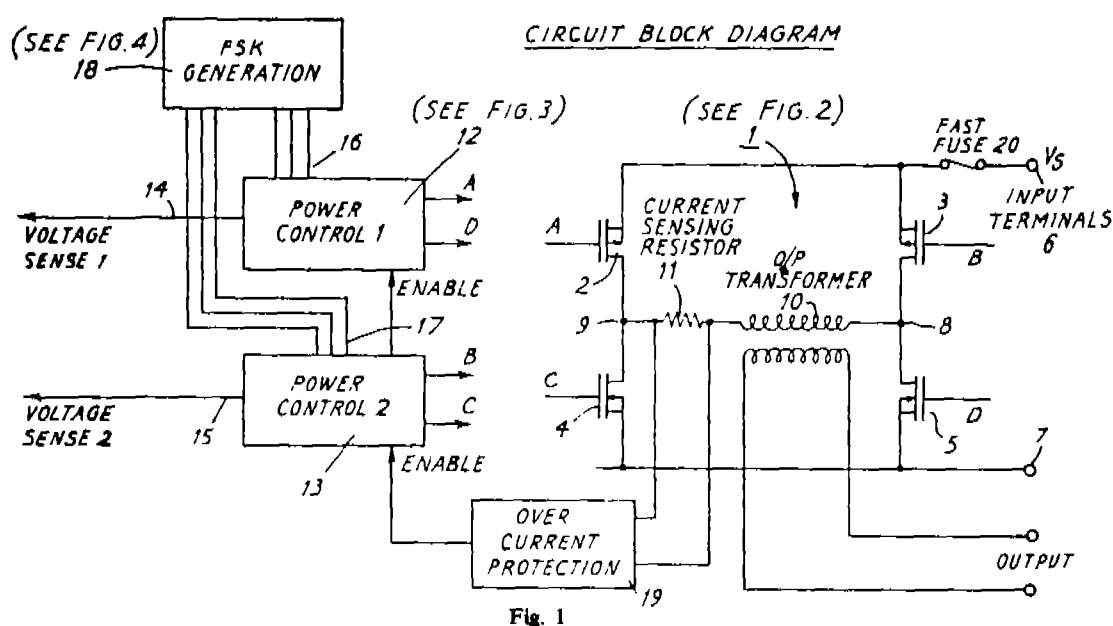 CIRCUIT BLOCK DIAGRAM
(SEE FIG. 4)
18
FSK
GENERATION
(SEE FIG. 3)
12
16
14
POWER
CONTROL 1
A
D
VOLTAGE
SENSE 1
ENABLE
17
POWER
CONTROL 2
B
C
VOLTAGE
SENSE 2
15
13
ENABLE
OVER
CURRENT
PROTECTION
19
(SEE FIG. 2)
1
FAST
FUSE 20
VS
INPUT
TERMINALS
6
A
2
CURRENT
SENSING
RESISTOR
11
O/P
TRANSFORMER
10
3
B
9
8
C
4
D
5
7
OUTPUT
Fig. 1